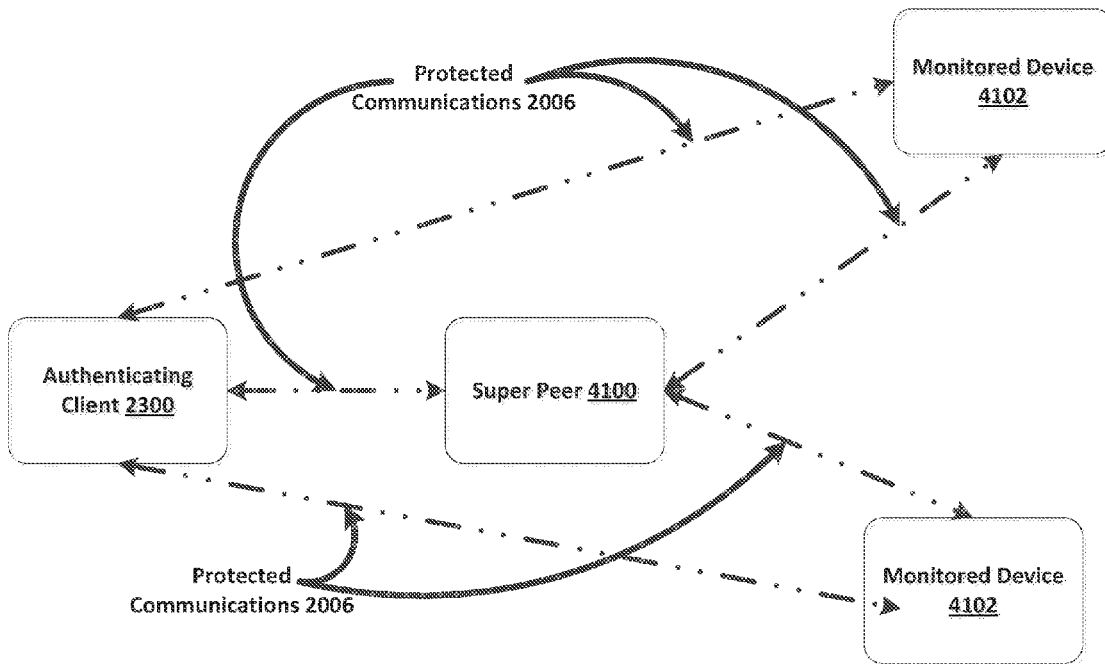 Protected
Communications 2006
Monitored Device
4102
Authenticating
Client 2300
Super Peer 4100
Protected
Communications 2006
Monitored Device
4102